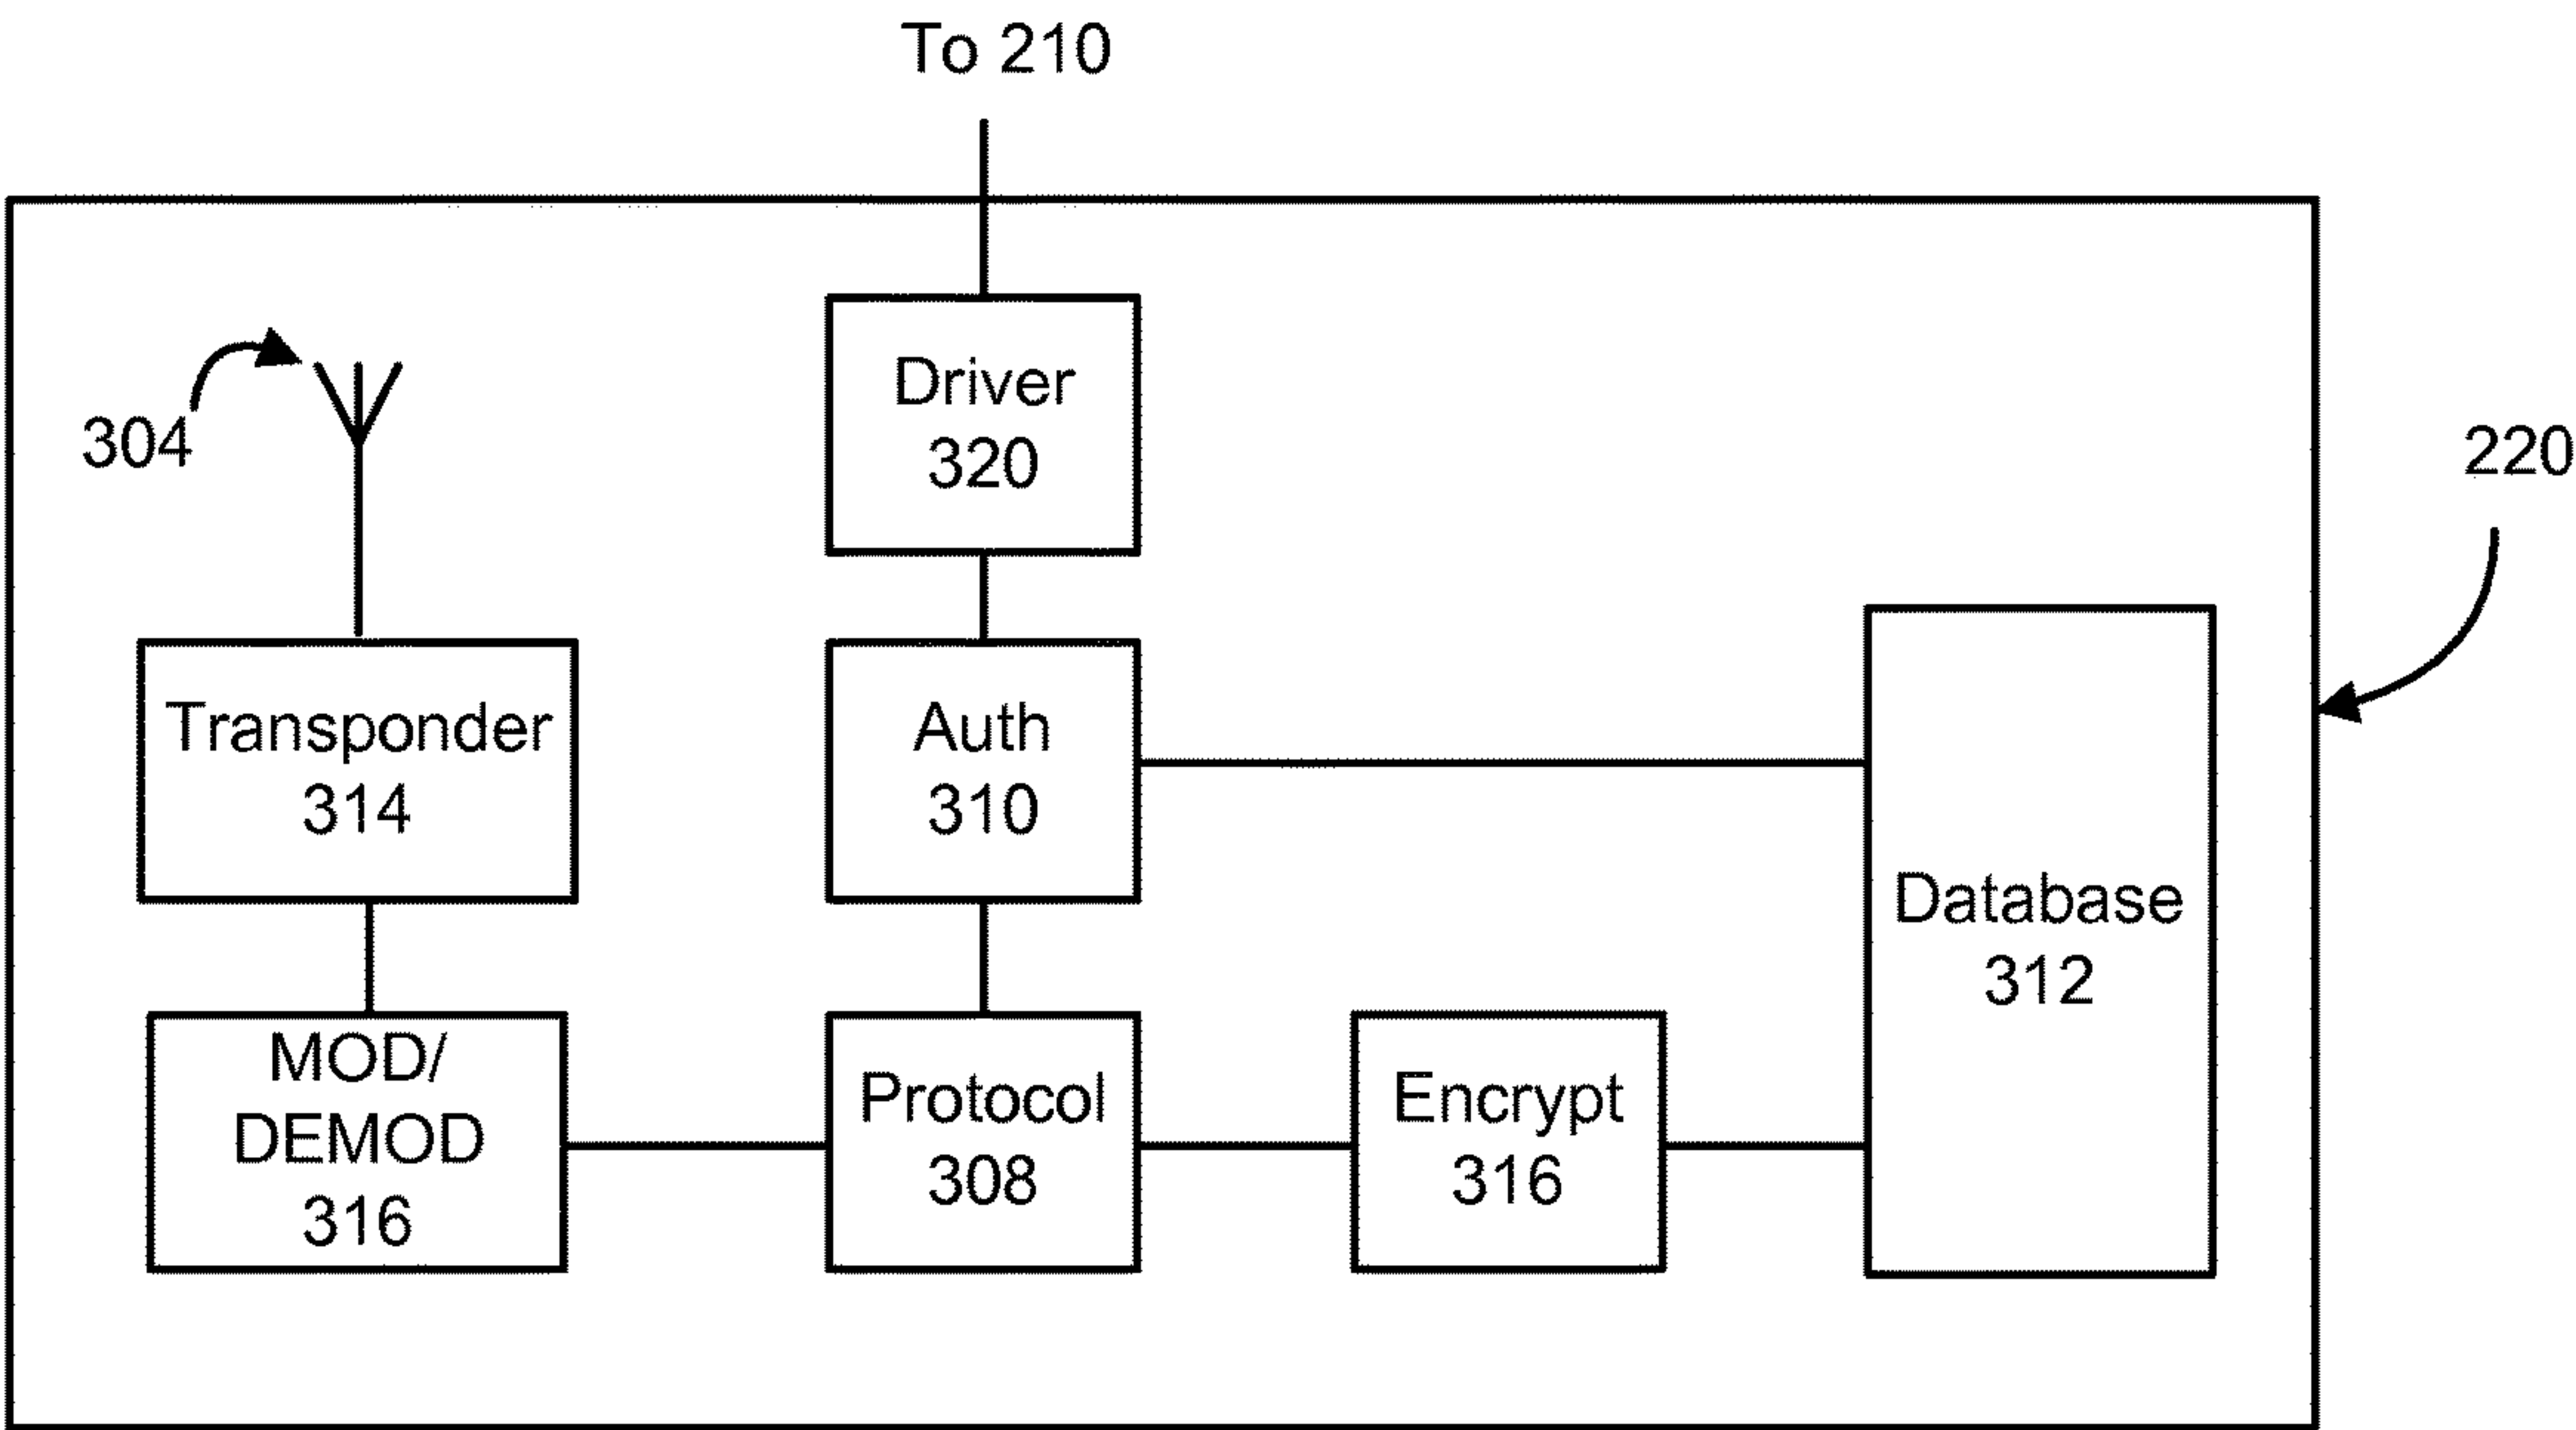 To 210
Driver
320
304
220
Transponder
314
Auth
310
Database
312
MOD/
DEMOD
316
Protocol
308
Encrypt
316